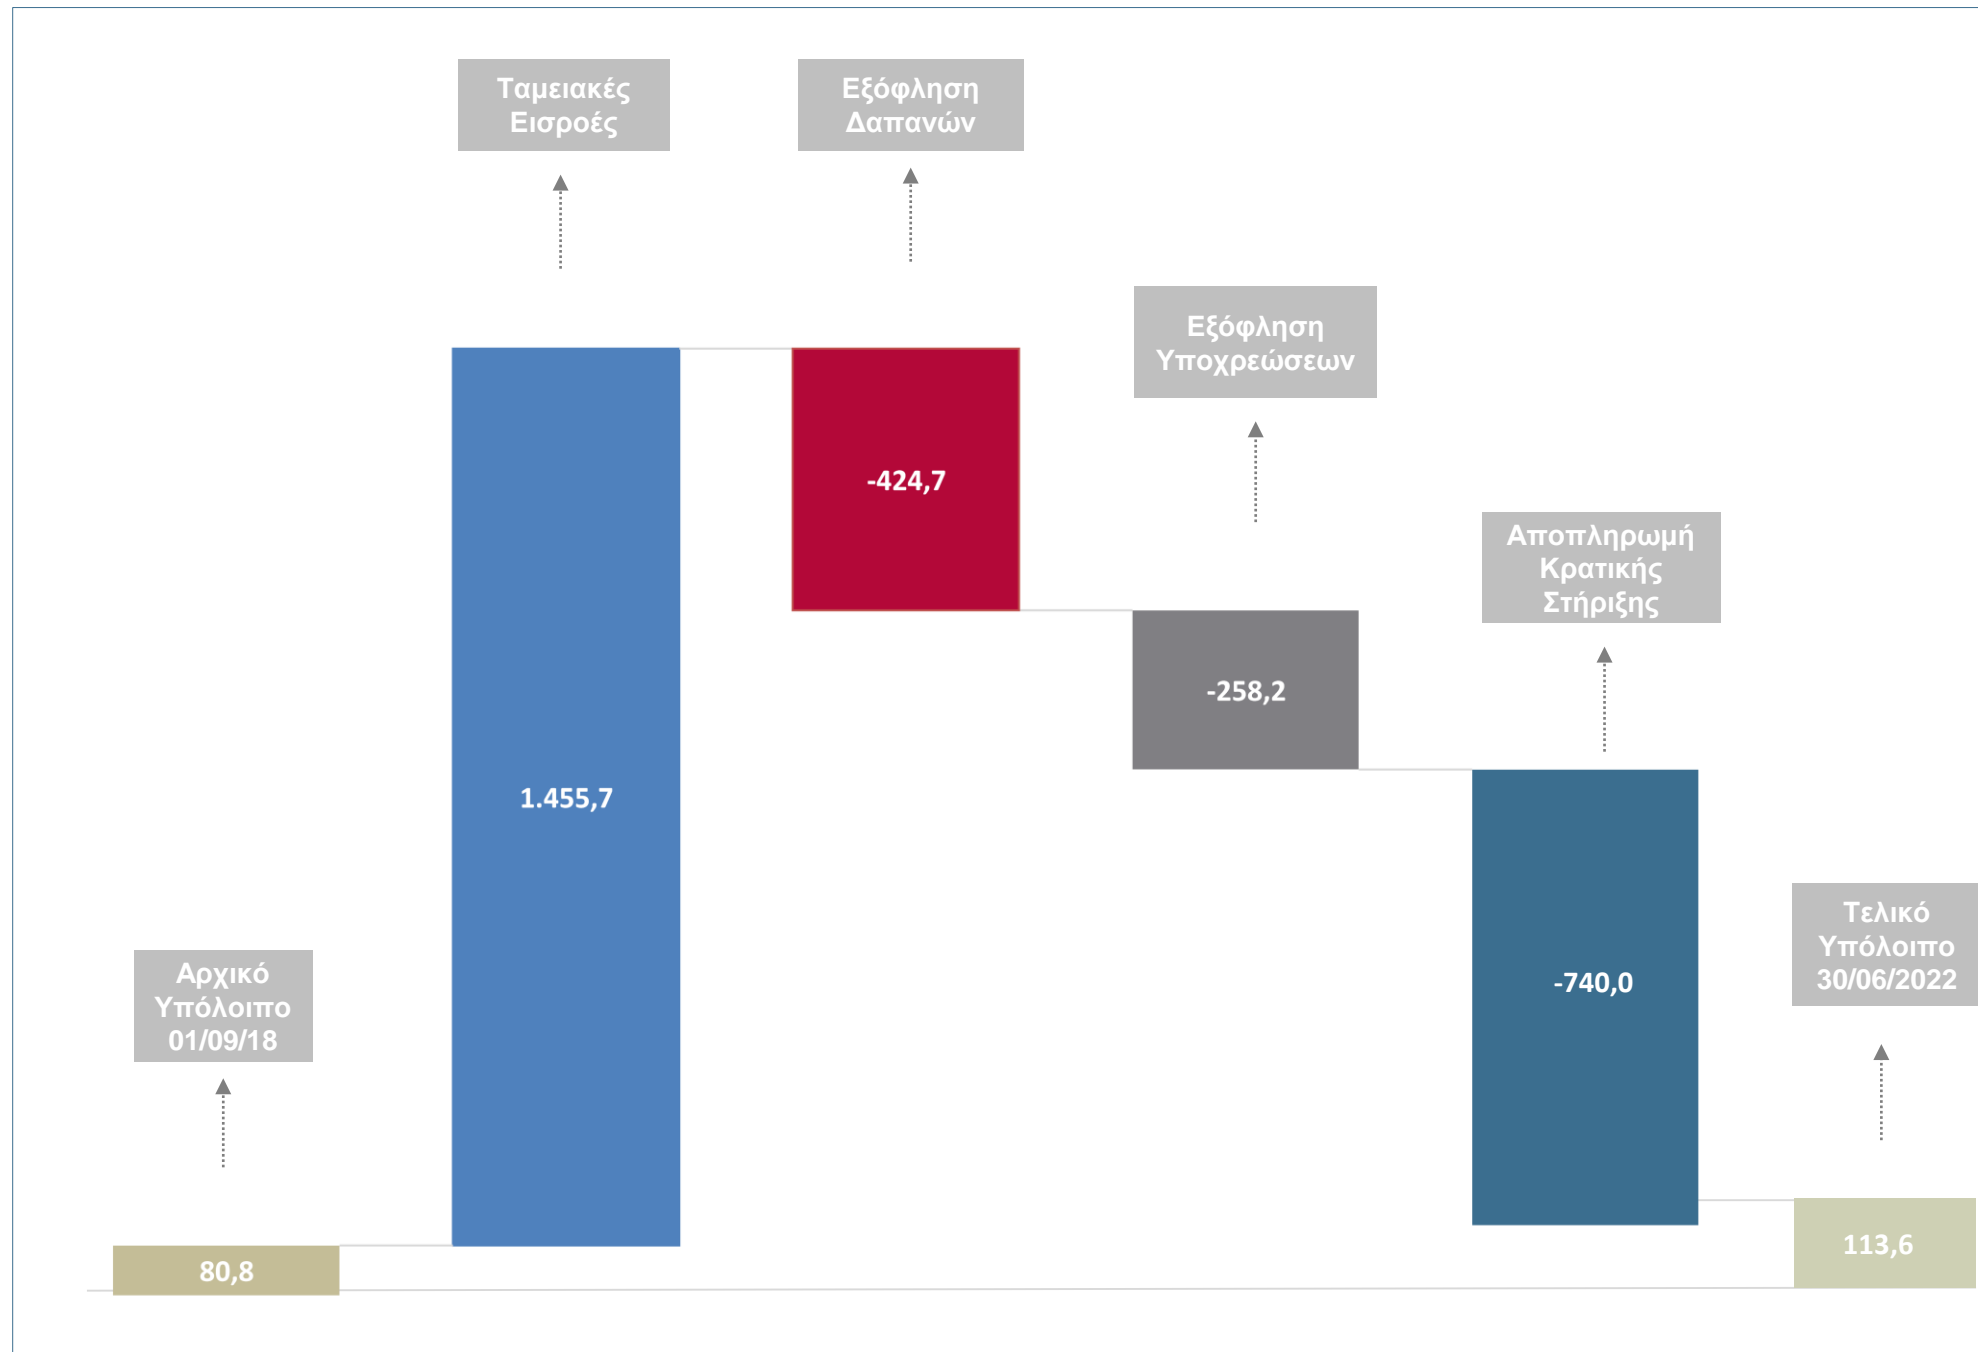 Ταμειακές
Εισροές
Εξόφληση
Δαπανών
Εξόφληση
Υποχρεώσεων
-424,7
Αποπληρωμή
Κρατικής
Στήριξης
-258,2
1.455,7
Τελικό
Υπόλοιπο
30/06/2022
Αρχικό
Υπόλοιπο
01/09/18
-740,0
113,6
80,8